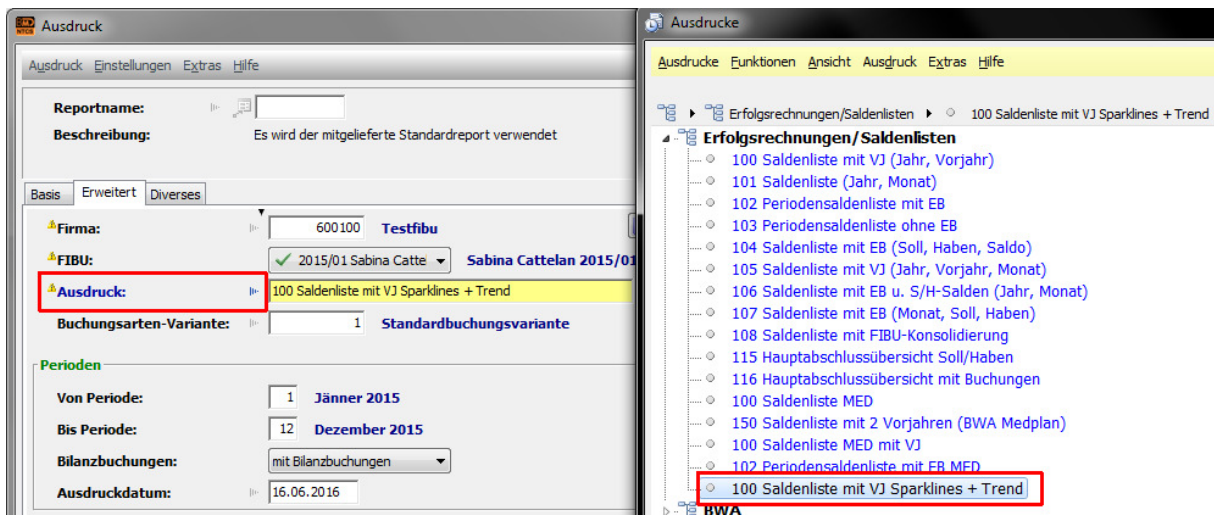 BMD NTCS Ausdruck
Ausdruck Einstellungen Extras Hilfe
Reportname:
Beschreibung: Es wird der mitgelieferte Standardreport verwendet
Basis Erweitert Diverses
Firma: 600100 Testfibu
FIBU: 2015/01 Sabina Cattel Sabina Cattelan 2015/01
Ausdruck: 100 Saldenliste mit VJ Sparklines + Trend
Buchungsarten-Variante: 1 Standardbuchungsvariante
Perioden
Von Periode: 1 Jänner 2015
Bis Periode: 12 Dezember 2015
Bilanzbuchungen: mit Bilanzbuchungen
Ausdruckdatum: 16.06.2016
Ausdrucke
Ausdrucke Funktionen Ansicht Ausdruck Extras Hilfe
Erfolgsrechnungen/Saldenlisten 100 Saldenliste mit VJ Sparklines + Trend
Erfolgsrechnungen/Saldenlisten
100 Saldenliste mit VJ (Jahr, Vorjahr)
101 Saldenliste (Jahr, Monat)
102 Periodensaldenliste mit EB
103 Periodensaldenliste ohne EB
104 Saldenliste mit EB (Soll, Haben, Saldo)
105 Saldenliste mit VJ (Jahr, Vorjahr, Monat)
106 Saldenliste mit EB u. S/H-Salden (Jahr, Monat)
107 Saldenliste mit EB (Monat, Soll, Haben)
108 Saldenliste mit FIBU-Konsolidierung
115 Hauptabschlussübersicht Soll/Haben
116 Hauptabschlussübersicht mit Buchungen
100 Saldenliste MED
150 Saldenliste mit 2 Vorjahren (BWA Medplan)
100 Saldenliste MED mit VJ
102 Periodensaldenliste mit EB MED
100 Saldenliste mit VJ Sparklines + Trend
BWA